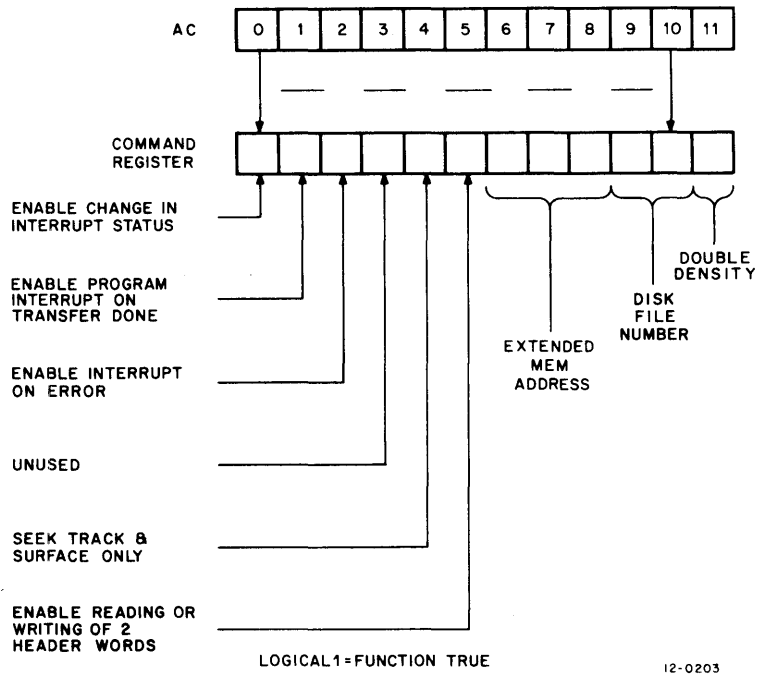 AC 0 1 2 3 4 5 6 7 8 9 10 11
COMMAND
REGISTER
ENABLE CHANGE IN
INTERRUPT STATUS
ENABLE PROGRAM
INTERRUPT ON
TRANSFER DONE
ENABLE INTERRUPT
ON ERROR
UNUSED
SEEK TRACK &
SURFACE ONLY
ENABLE READING OR
WRITING OF 2
HEADER WORDS
EXTENDED
MEM
ADDRESS
DISK
FILE
NUMBER
DOUBLE
DENSITY
LOGICAL1=FUNCTION TRUE
12-0203